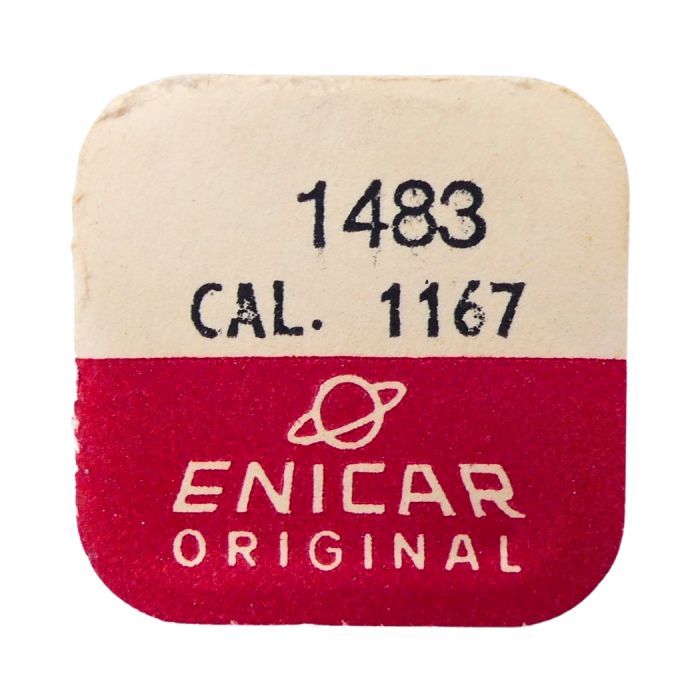 1483
CAL. 1167
ENICAR
ORIGINAL